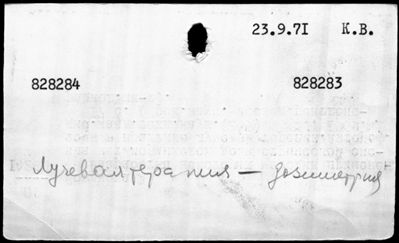 23.9.71 К.В.
828284 828283
Лучевая терапия — дозиметрия